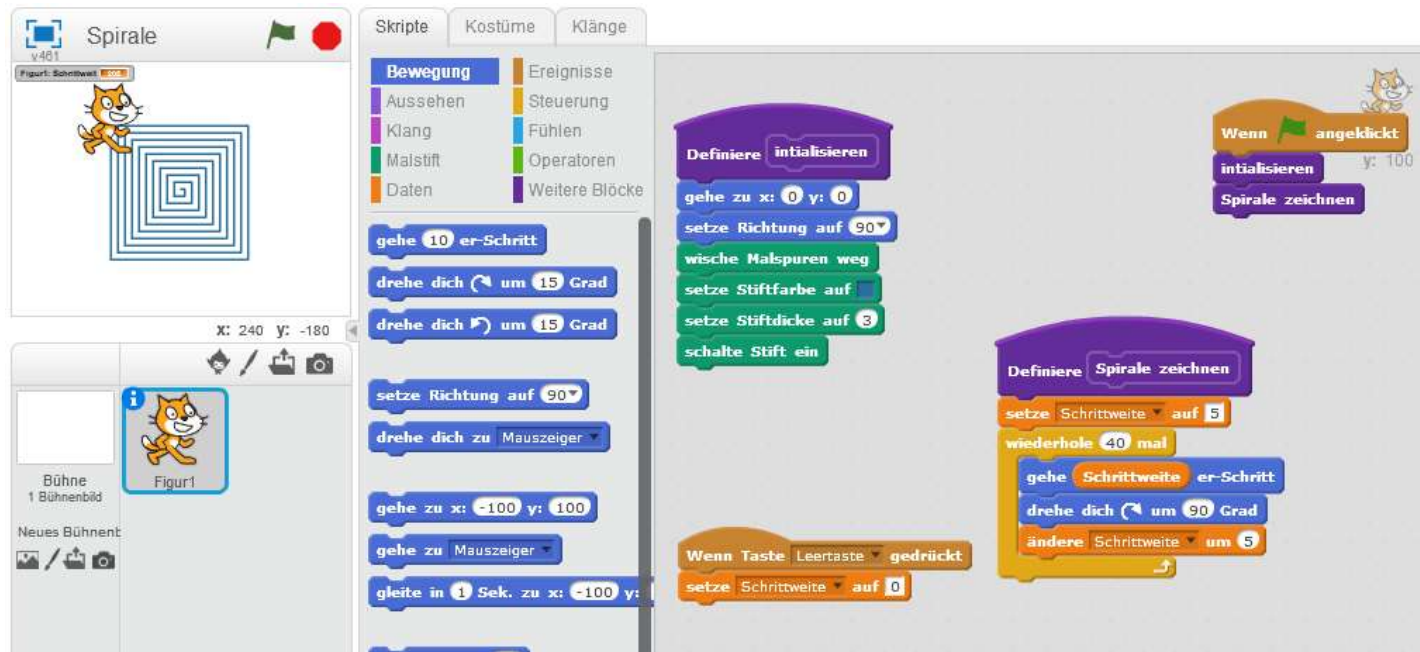 Spirale
v461
Figur1: Schrittweit
x: 240 y: -180
Bühne
1 Bühnenbild
Figur1
Neues Bühnent
Skripte
Kostüme
Klänge
Bewegung
Ereignisse
Aussehen
Steuerung
Klang
Fühlen
Malstift
Operatoren
Daten
Weitere Blöcke
gehe 10 er-Schritt
drehe dich um 15 Grad
drehe dich um 15 Grad
setze Richtung auf 90
drehe dich zu Mauszeiger
gehe zu x: -100 y: 100
gehe zu Mauszeiger
gleite in 1 Sek. zu x: -100 y:
Definiere intialisieren
gehe zu x: 0 y: 0
setze Richtung auf 90
wische Malspuren weg
setze Stiftfarbe auf
setze Stiftdicke auf 3
schalte Stift ein
Wenn Taste Leertaste gedrückt
setze Schrittweite auf 0
Wenn angeklickt
intialisieren
Spirale zeichnen
y: 100
Definiere Spirale zeichnen
setze Schrittweite auf 5
wiederhole 40 mal
gehe Schrittweite er-Schritt
drehe dich um 90 Grad
ändere Schrittweite um 5